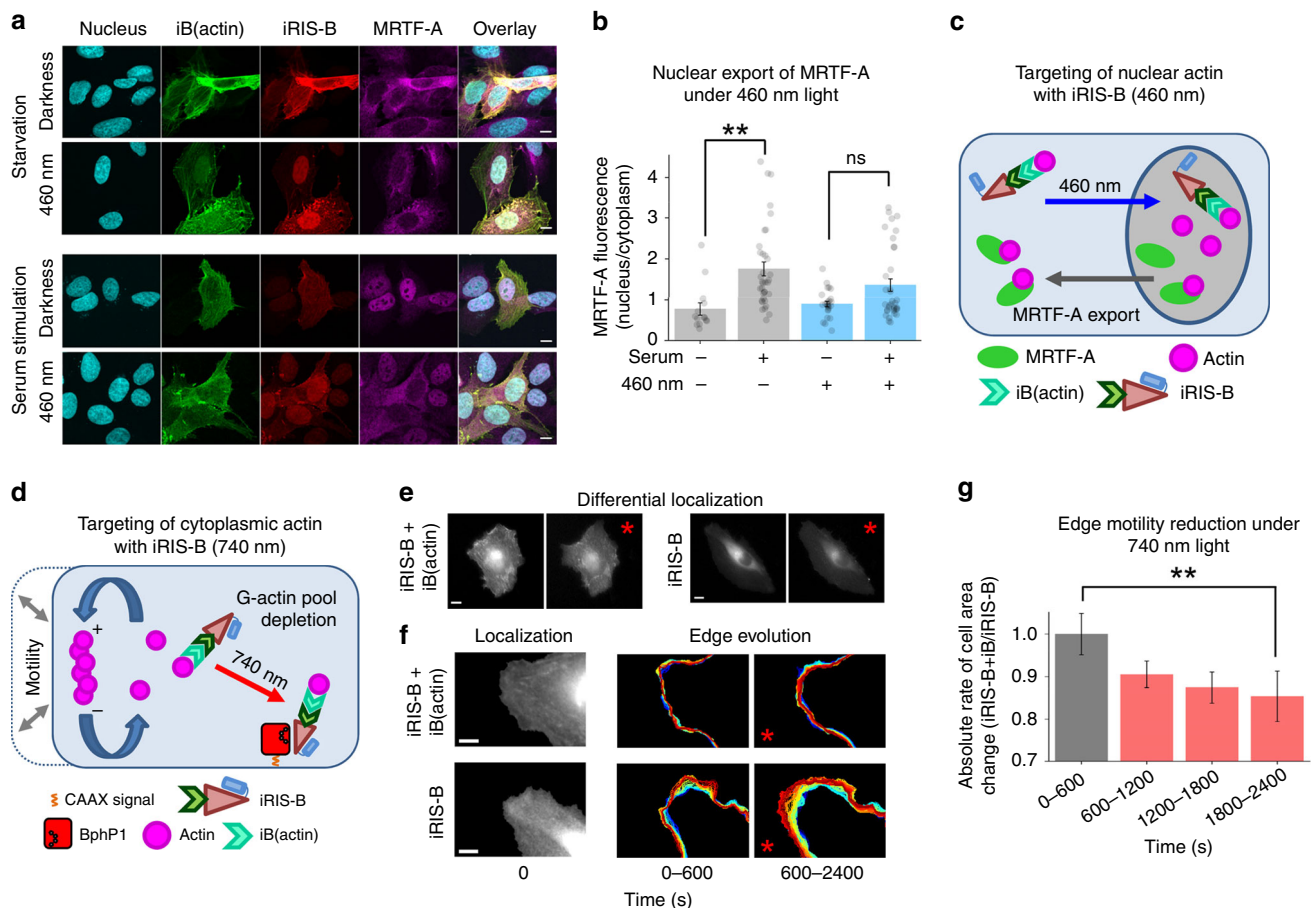 a
Nucleus iB(actin) iRIS-B MRTF-A Overlay
Starvation
Darkness
460 nm
Serum stimulation
Darkness
460 nm
b
Nuclear export of MRTF-A
under 460 nm light
**
ns
MRTF-A fluorescence
(nucleus/cytoplasm)
4
3
2
1
0
Serum – + – +
460 nm – – + +
c
Targeting of nuclear actin
with iRIS-B (460 nm)
460 nm
MRTF-A export
MRTF-A
Actin
iB(actin)
iRIS-B
d
Targeting of cytoplasmic actin
with iRIS-B (740 nm)
G-actin pool
depletion
Motility
+
–
740 nm
CAAX signal
iRIS-B
BphP1
Actin
iB(actin)
e
Differential localization
iRIS-B +
iB(actin)
*
iRIS-B
*
f
Localization Edge evolution
iRIS-B +
iB(actin)
*
iRIS-B
*
0 0–600 600–2400
Time (s)
g
Edge motility reduction under
740 nm light
**
Absolute rate of cell area
change (iRIS-B+iB/iRIS-B)
1.0
0.9
0.8
0.7
0–600
600–1200
1200–1800
1800–2400
Time (s)